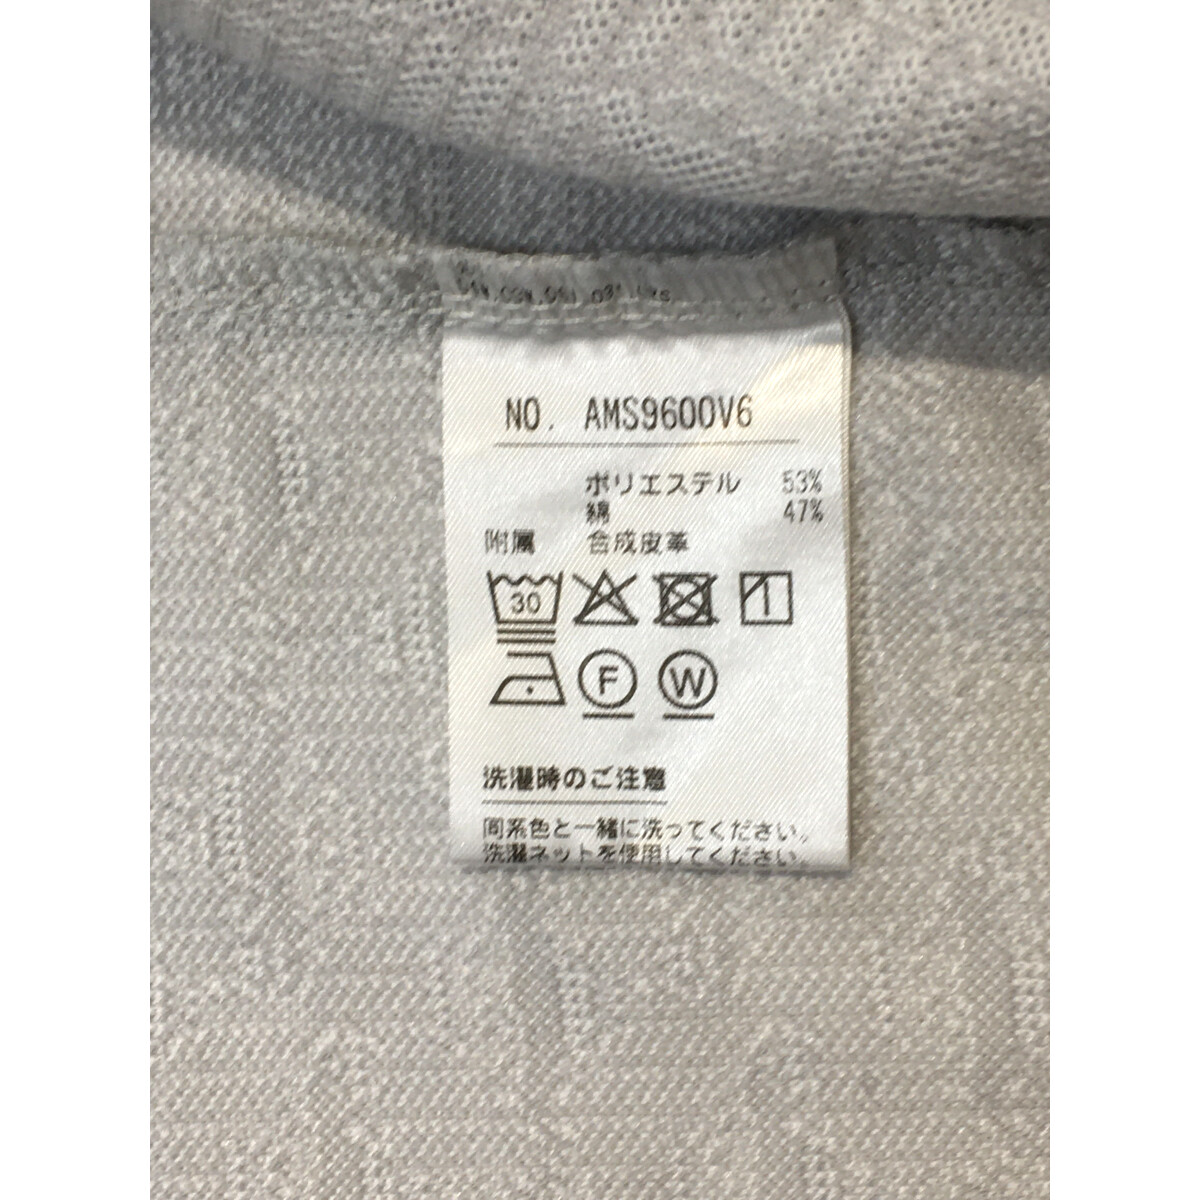 NO. AMS9600V6
ポリエステル 53%
綿 47%
附属 合成皮革
30
F W
洗濯時のご注意
同系色と一緒に洗ってください。
洗濯ネットを使用してください。